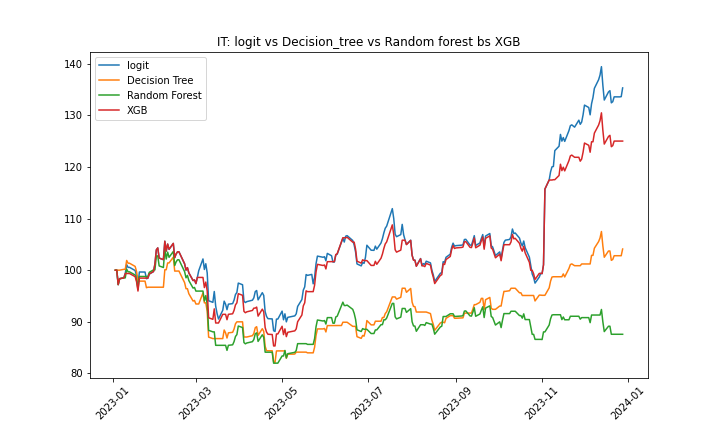 IT: logit vs Decision_tree vs Random forest bs XGB
logit
Decision Tree
Random Forest
XGB
140
130
120
110
100
90
80
2023-01
2023-03
2023-05
2023-07
2023-09
2023-11
2024-01